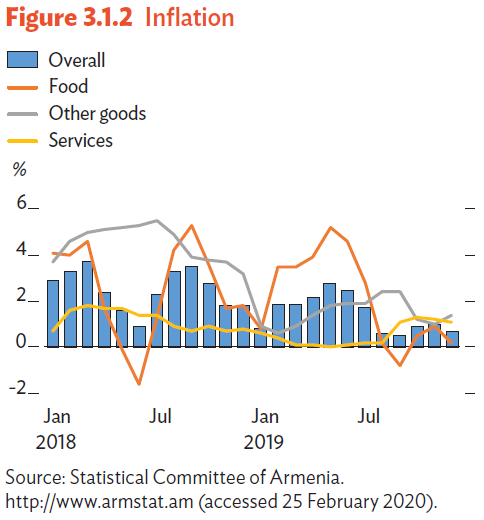 Figure 3.1.2 Inflation
Overall
Food
Other goods
Services
%
6
4
2
0
-2
Jan Jul Jan Jul
2018 2019
Source: Statistical Committee of Armenia.
http://www.armstat.am (accessed 25 February 2020).